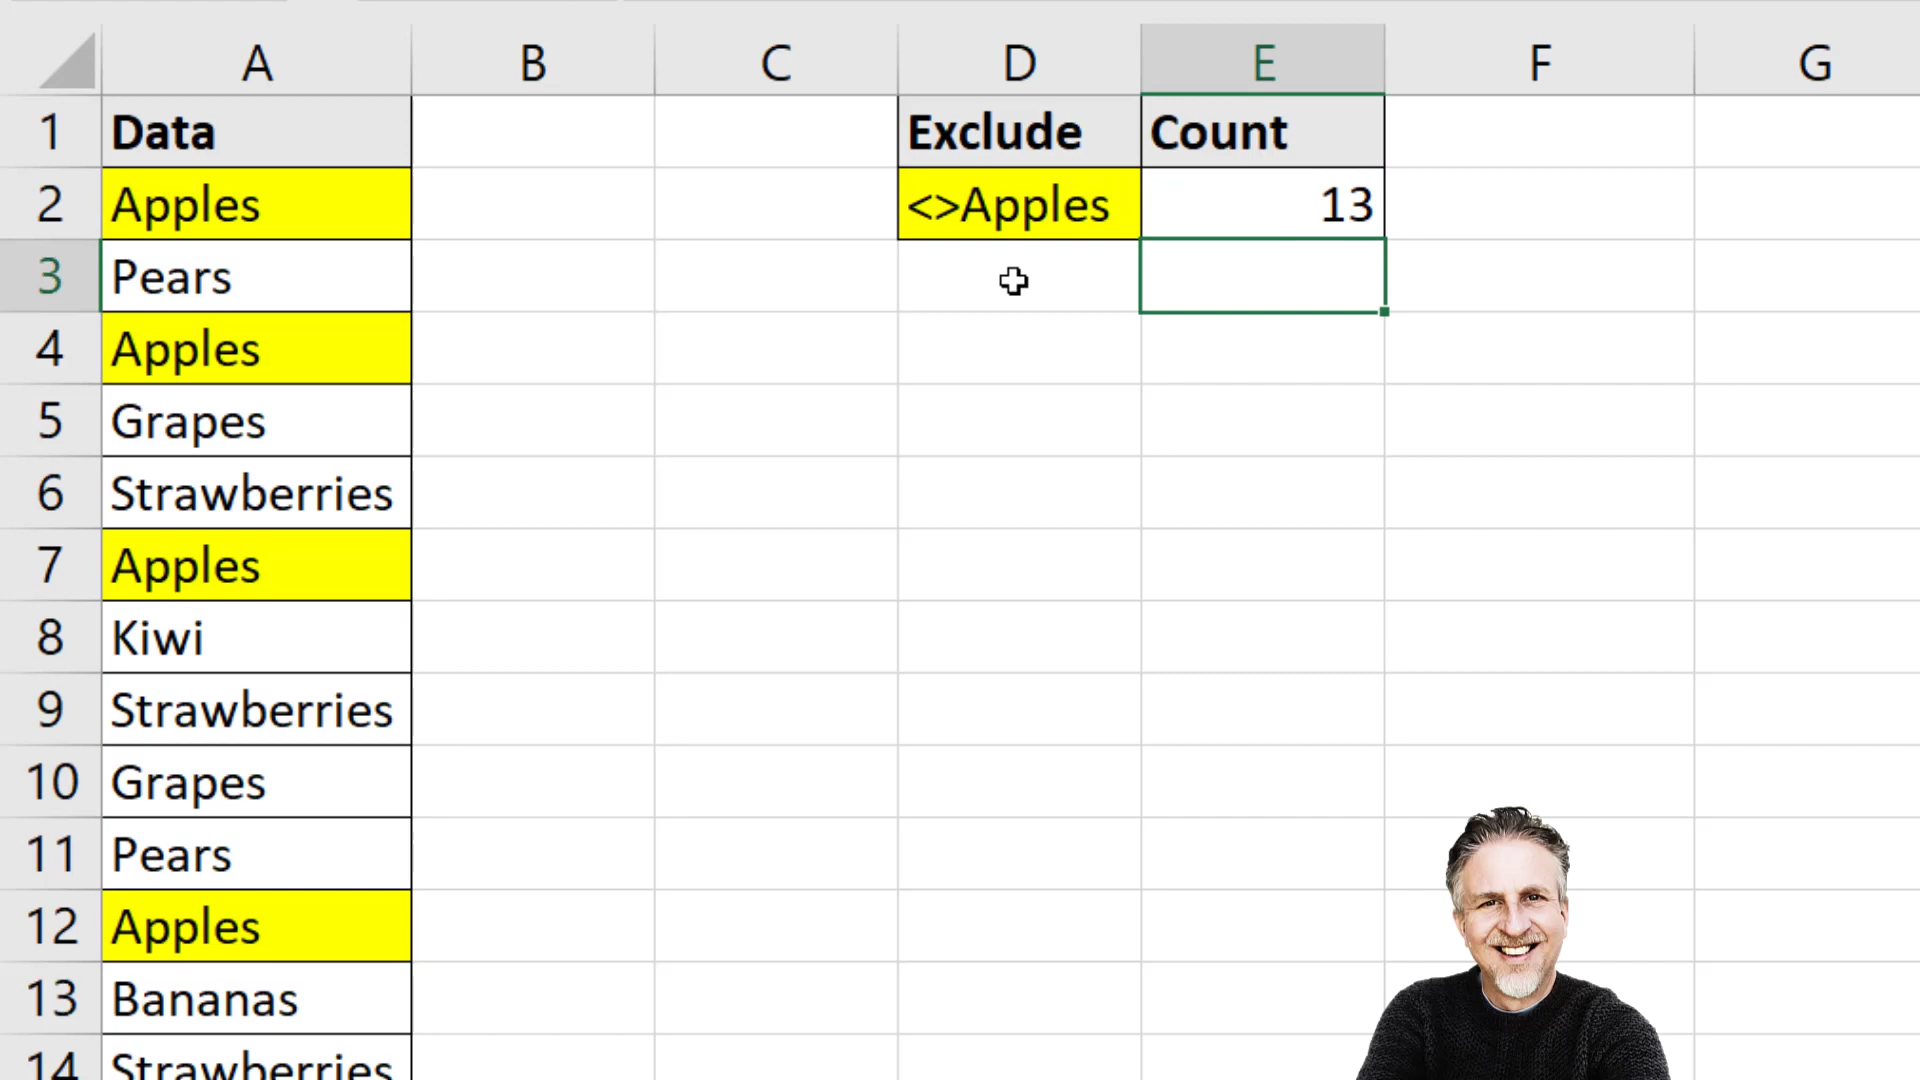 A B C D E F G
1 Data Exclude Count
2 Apples <>Apples 13
3 Pears
4 Apples
5 Grapes
6 Strawberries
7 Apples
8 Kiwi
9 Strawberries
10 Grapes
11 Pears
12 Apples
13 Bananas
14 Strawberries